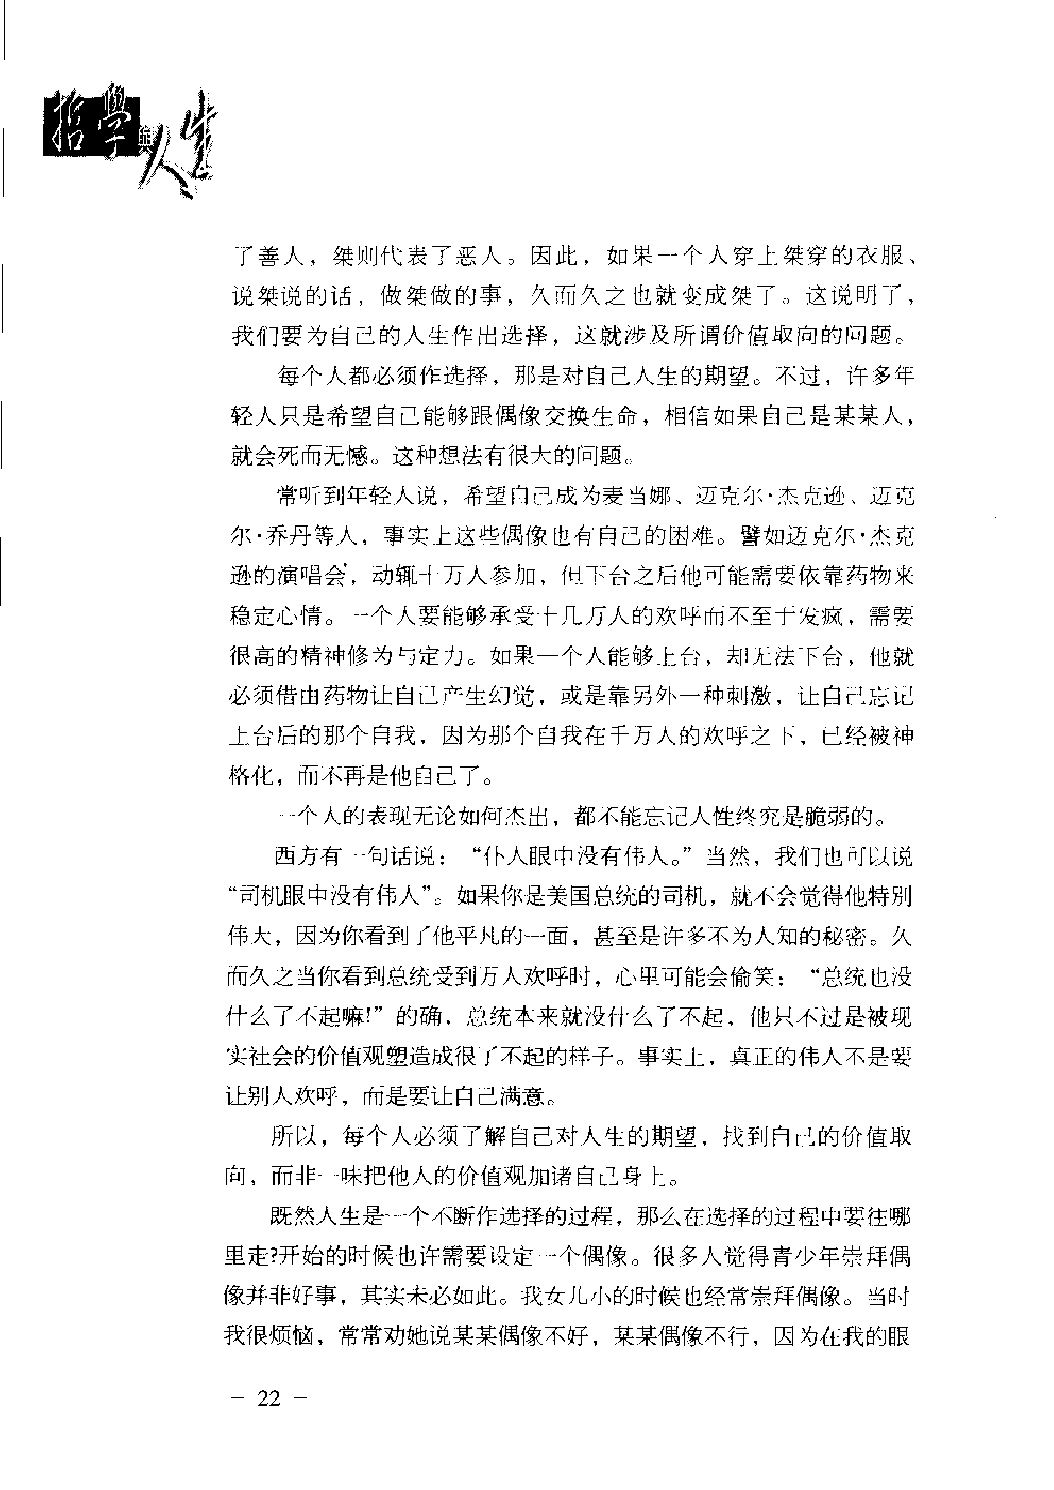 哲學與人生
了善人，桀则代表了恶人。因此，如果一个人穿上桀穿的衣服、
说桀说的话，做桀做的事，久而久之也就变成桀了。这说明了，
我们要为自己的人生作出选择，这就涉及所谓价值取向的问题。
每个人都必须作选择，那是对自己人生的期望。不过，许多年
轻人只是希望自己能够跟偶像交换生命，相信如果自己是某某人，
就会死而无憾。这种想法有很大的问题。
常听到年轻人说，希望自己成为麦当娜、迈克尔·杰克逊、迈克
尔·乔丹等人，事实上这些偶像也有自己的困难。譬如迈克尔·杰克
逊的演唱会，动辄十万人参加，但下台之后他可能需要依靠药物来
稳定心情。一个人要能够承受十几万人的欢呼而不至于发疯，需要
很高的精神修为与定力。如果一个人能够上台，却无法下台，他就
必须借由药物让自己产生幻觉，或是靠另外一种刺激，让自己忘记
上台后的那个自我，因为那个自我在千万人的欢呼之下，已经被神
格化，而不再是他自己了。
一个人的表现无论如何杰出，都不能忘记人性终究是脆弱的。
西方有一句话说：“仆人眼中没有伟人。”当然，我们也可以说
“司机眼中没有伟人”。如果你是美国总统的司机，就不会觉得他特别
伟大，因为你看到了他平凡的一面，甚至是许多不为人知的秘密。久
而久之当你看到总统受到万人欢呼时，心里可能会偷笑：“总统也没
什么了不起嘛!”的确，总统本来就没什么了不起，他只不过是被现
实社会的价值观塑造成很了不起的样子。事实上，真正的伟人不是要
让别人欢呼，而是要让自己满意。
所以，每个人必须了解自己对人生的期望，找到自己的价值取
向，而非一味把他人的价值观加诸自己身上。
既然人生是一个不断作选择的过程，那么在选择的过程中要往哪
里走?开始的时候也许需要设定一个偶像。很多人觉得青少年崇拜偶
像并非好事，其实未必如此。我女儿小的时候也经常崇拜偶像。当时
我很烦恼，常常劝她说某某偶像不好，某某偶像不行，因为在我的眼
－ 22 －